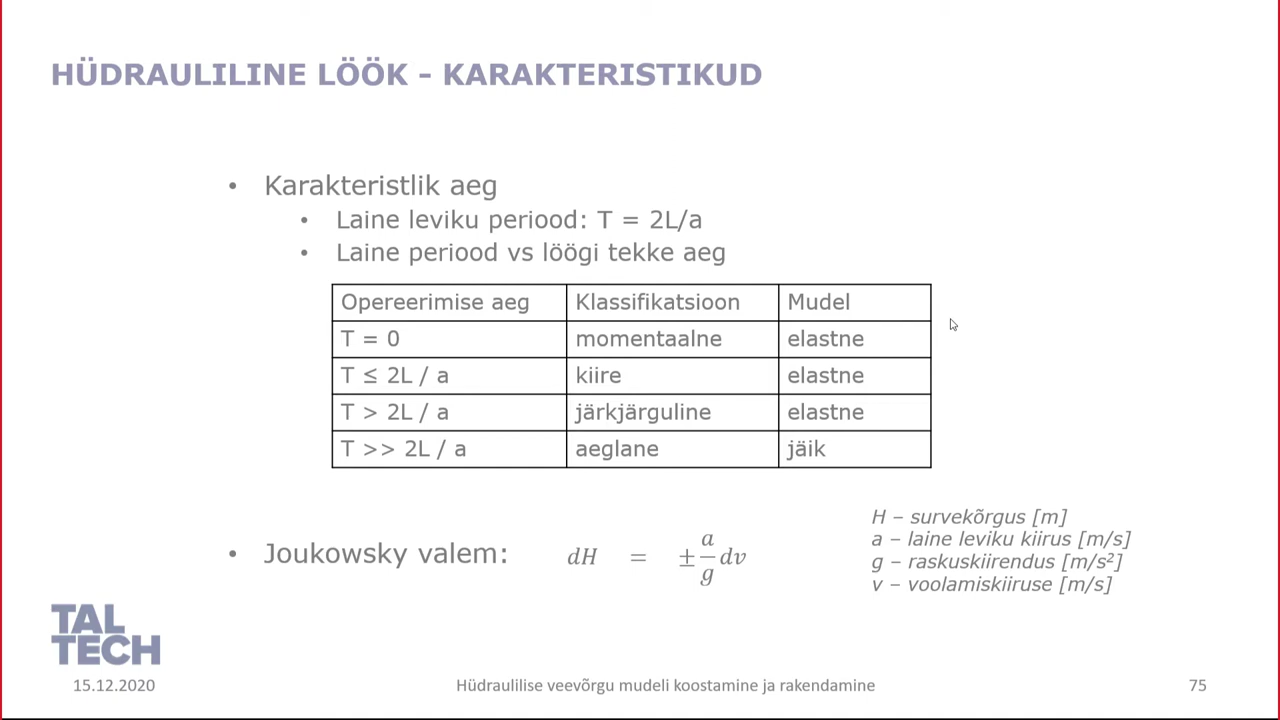 HÜDRAULILINE LÖÖK - KARAKTERISTIKUD
• Karakteristlik aeg
• Laine leviku periood: T = 2L/a
• Laine periood vs löögi tekke aeg
Opereerimise aeg Klassifikatsioon Mudel
T = 0 momentaalne elastne
T ≤ 2L / a kiire elastne
T > 2L / a järkjärguline elastne
T >> 2L / a aeglane jäik
• Joukowsky valem: dH = ± a/g dv
H – survekõrgus [m]
a – laine leviku kiirus [m/s]
g – raskuskiirendus [m/s²]
v – voolamiskiiruse [m/s]
TAL
TECH
15.12.2020 Hüdraulilise veevõrgu mudeli koostamine ja rakendamine 75